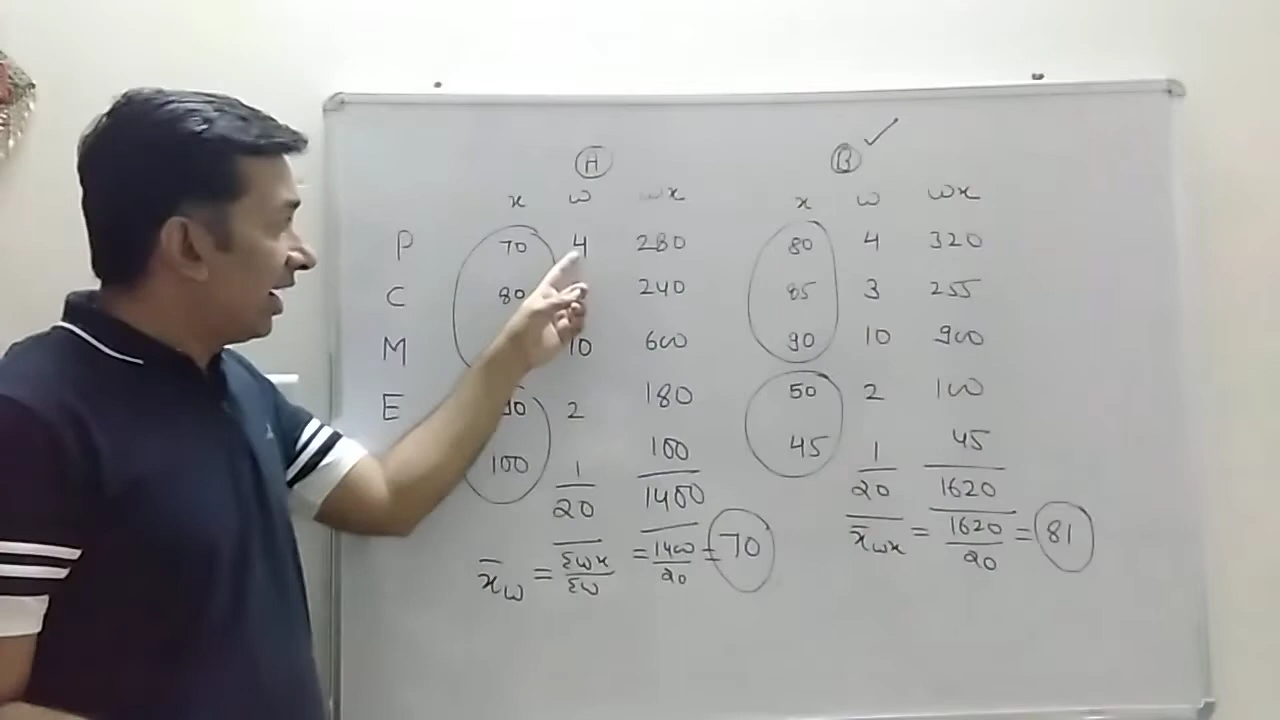 A B ✓
x w wx x w wx
P 70 4 280 80 4 320
C 80 240 85 3 255
M 10 600 90 10 900
E 90 2 180 50 2 100
100 1 100 45 1 45
20 1400 20 1620
x̄w = Σwx/Σw = 1400/20 = 70 x̄wx = 1620/20 = 81